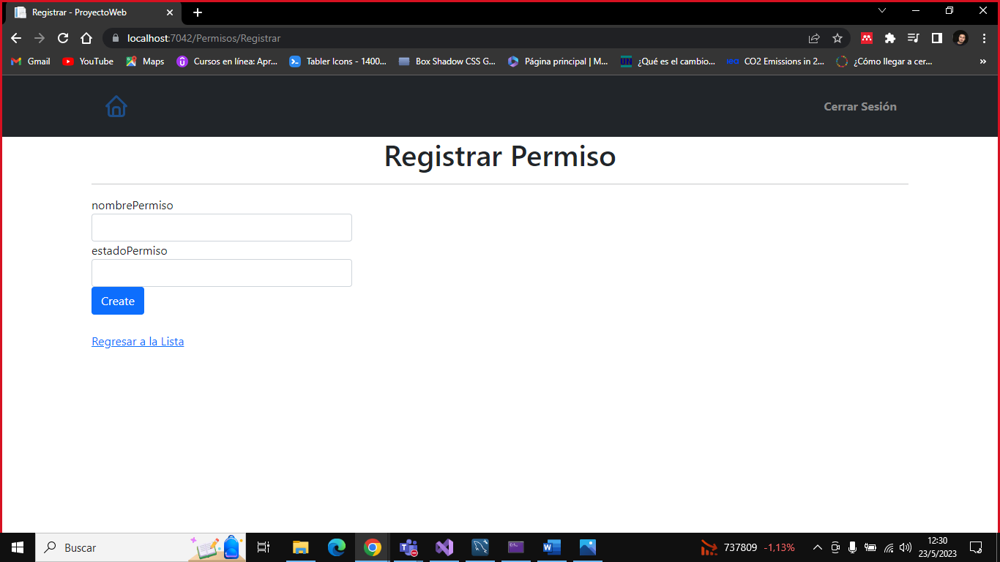 Registrar - ProyectoWeb
localhost:7042/Permisos/Registrar
Gmail YouTube Maps Cursos en línea: Apr... Tabler Icons - 1400... Box Shadow CSS G... Página principal | M... ¿Qué es el cambio... CO2 Emissions in 2... ¿Cómo llegar a cer... »
Cerrar Sesión
Registrar Permiso
nombrePermiso
estadoPermiso
Create
Regresar a la Lista
Buscar
737809 -1,13%
12:30
23/5/2023